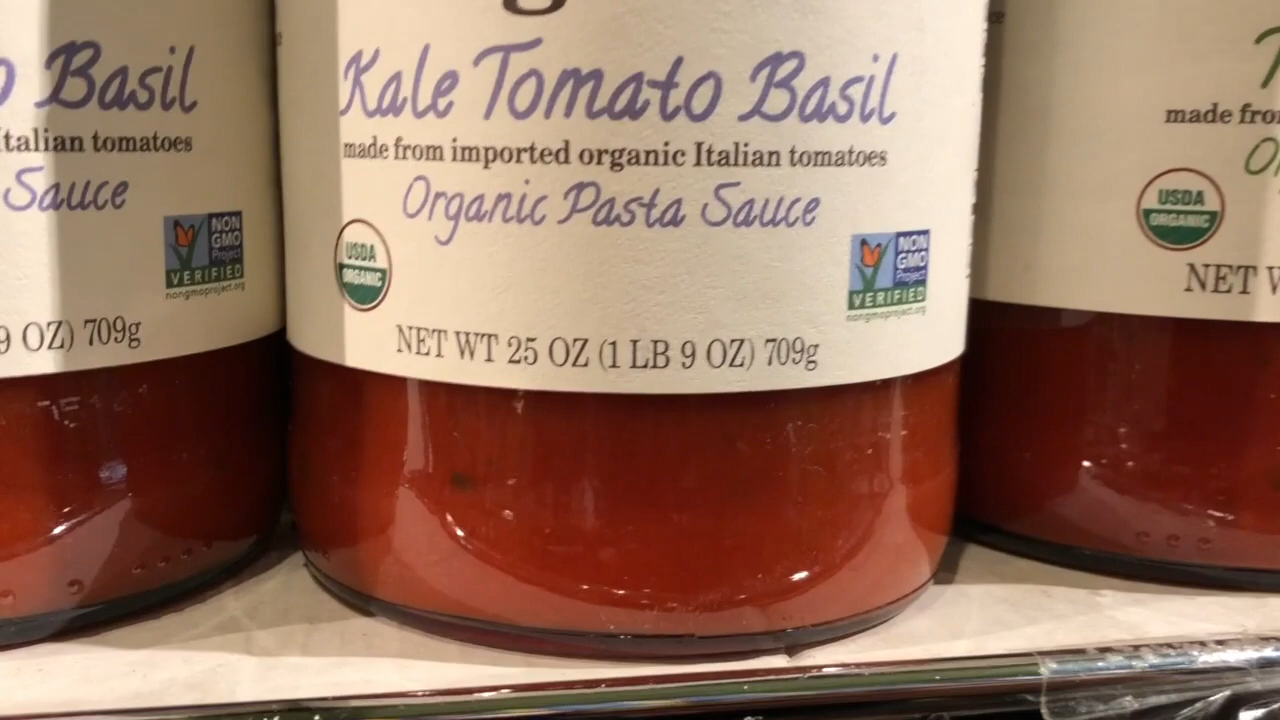 Basil
Italian tomatoes
Sauce
NON
GMO
Project
VERIFIED
nongmoproject.org
9 OZ) 709g
Kale Tomato Basil
made from imported organic Italian tomatoes
Organic Pasta Sauce
USDA
ORGANIC
NON
GMO
Project
VERIFIED
nongmoproject.org
NET WT 25 OZ (1 LB 9 OZ) 709g
made
USDA
ORGANIC
NET